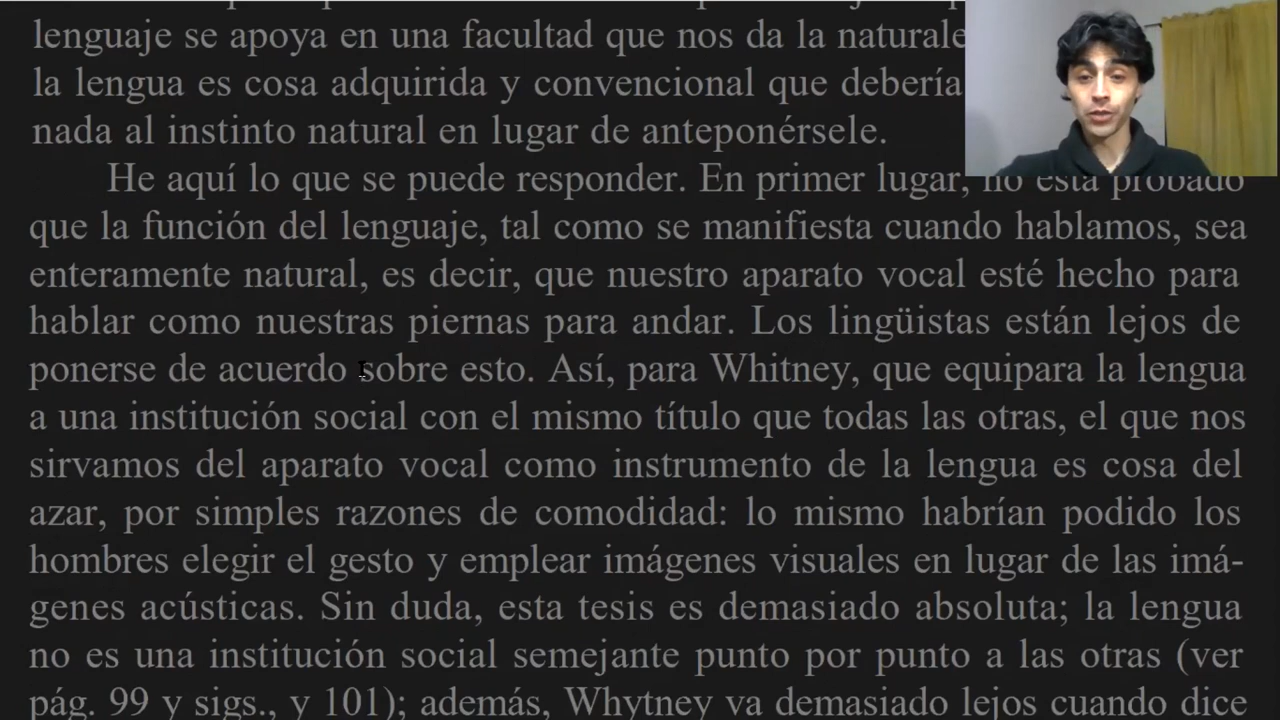 lenguaje se apoya en una facultad que nos da la
la lengua es cosa adquirida y convencional que debería
nada al instinto natural en lugar de anteponérsele.
He aquí lo que se puede responder. En primer lugar, no está probado
que la función del lenguaje, tal como se manifiesta cuando hablamos, sea
enteramente natural, es decir, que nuestro aparato vocal esté hecho para
hablar como nuestras piernas para andar. Los lingüistas están lejos de
ponerse de acuerdo sobre esto. Así, para Whitney, que equipara la lengua
a una institución social con el mismo título que todas las otras, el que nos
sirvamos del aparato vocal como instrumento de la lengua es cosa del
azar, por simples razones de comodidad: lo mismo habrían podido los
hombres elegir el gesto y emplear imágenes visuales en lugar de las imá-
genes acústicas. Sin duda, esta tesis es demasiado absoluta; la lengua
no es una institución social semejante punto por punto a las otras (ver
pág. 99 y sigs., y 101); además, Whytney va demasiado lejos cuando dice